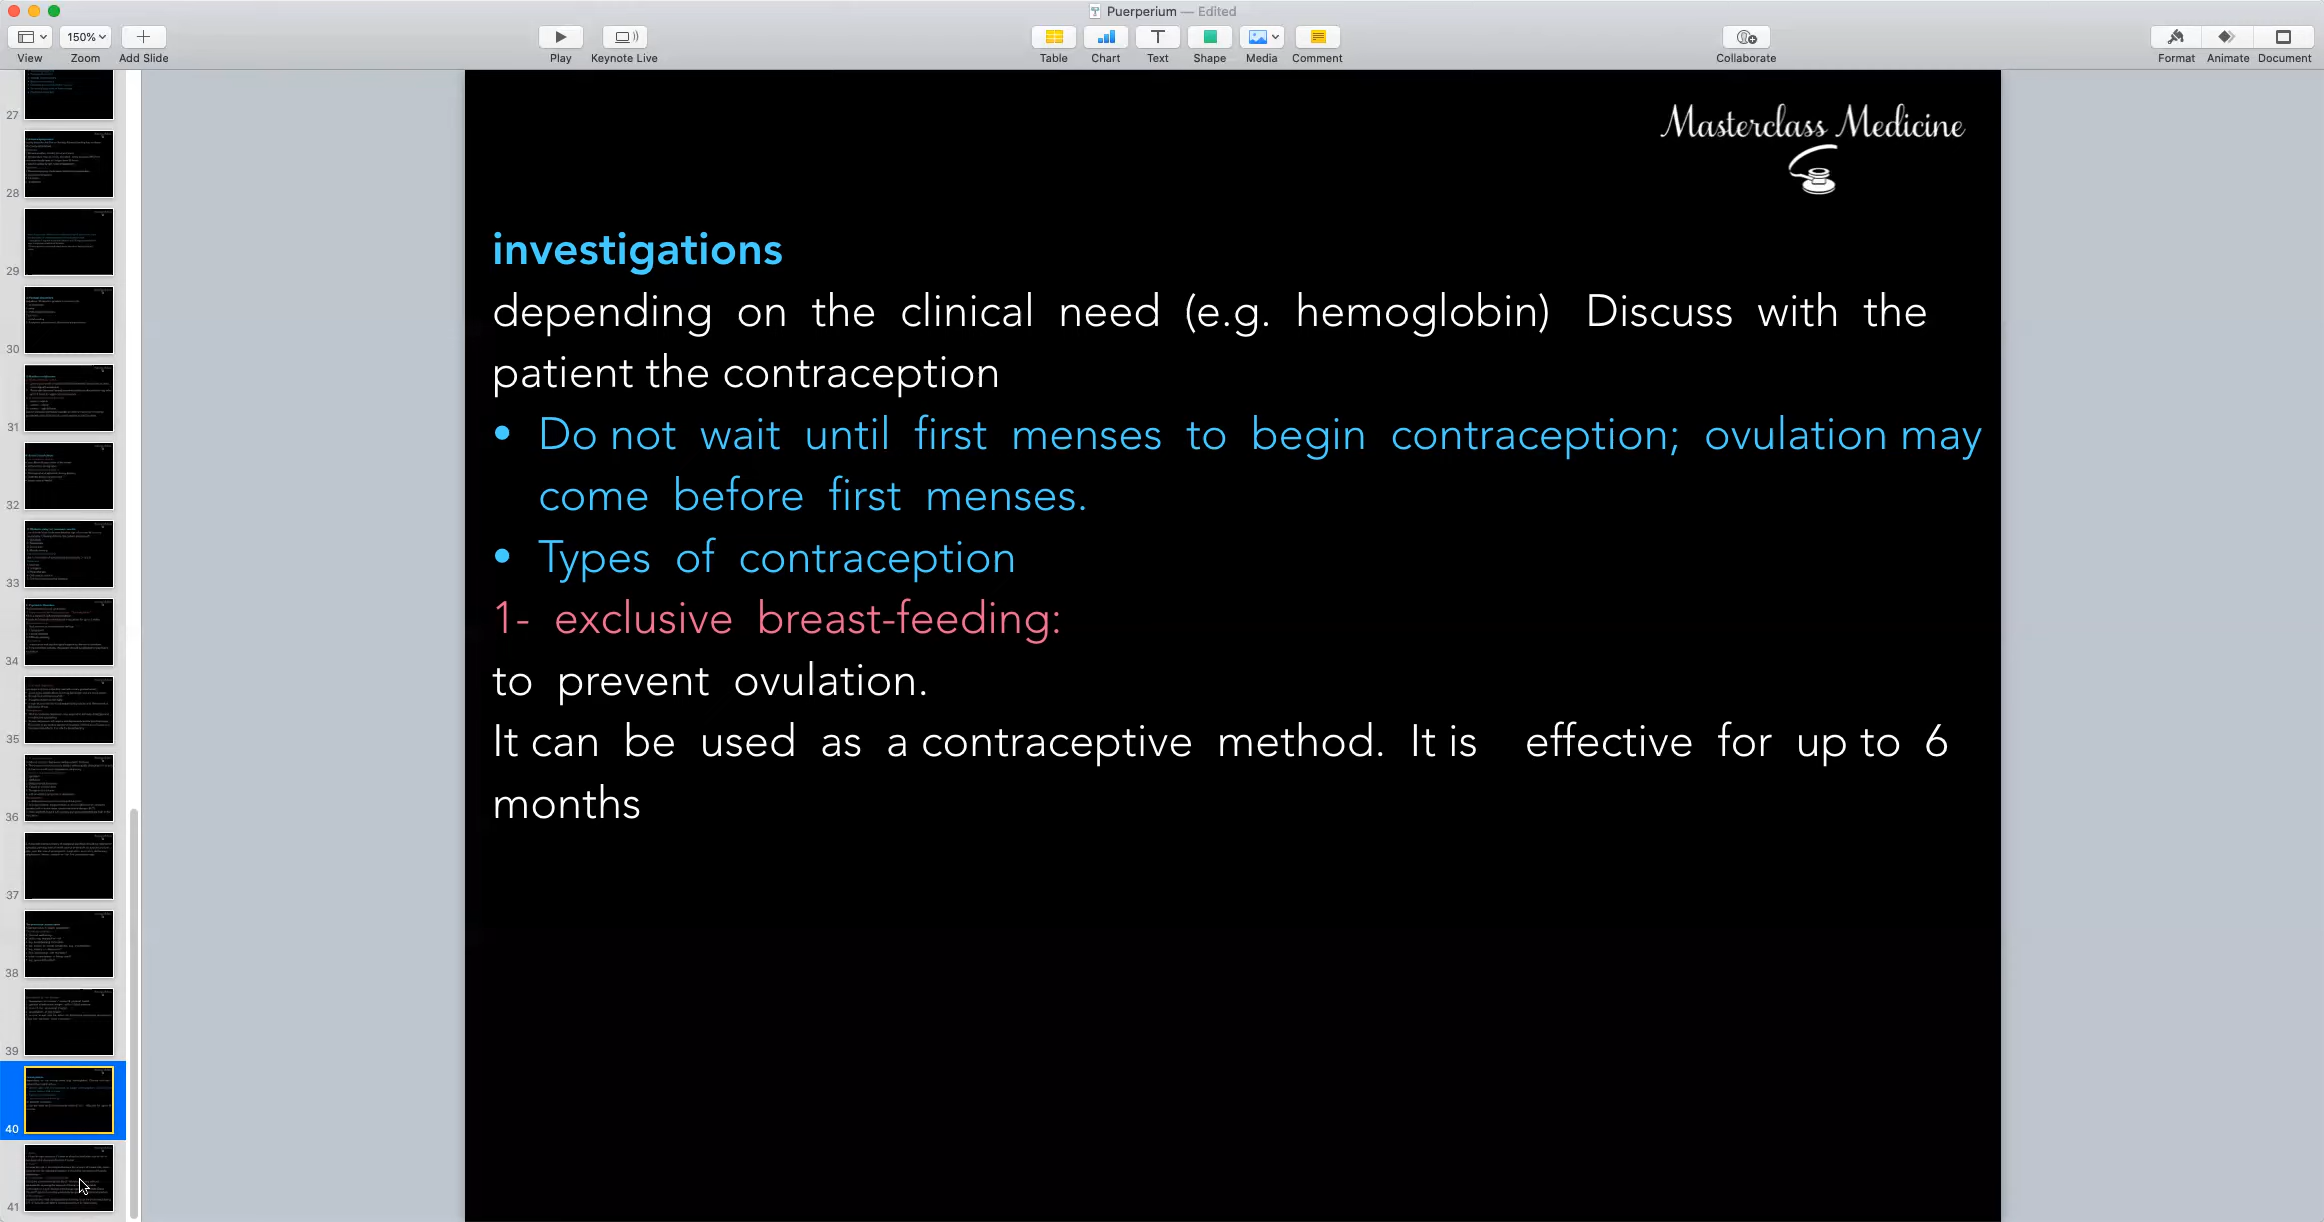 Puerperium — Edited
150%
View
Zoom
Add Slide
Play
Keynote Live
Table
Chart
Text
Shape
Media
Comment
Collaborate
Format
Animate
Document
27
28
29
30
31
32
33
34
35
36
37
38
39
40
41
Masterclass Medicine
investigations
depending on the clinical need (e.g. hemoglobin) Discuss with the
patient the contraception
• Do not wait until first menses to begin contraception; ovulation may
come before first menses.
• Types of contraception
1- exclusive breast-feeding:
to prevent ovulation.
It can be used as a contraceptive method. It is effective for up to 6
months